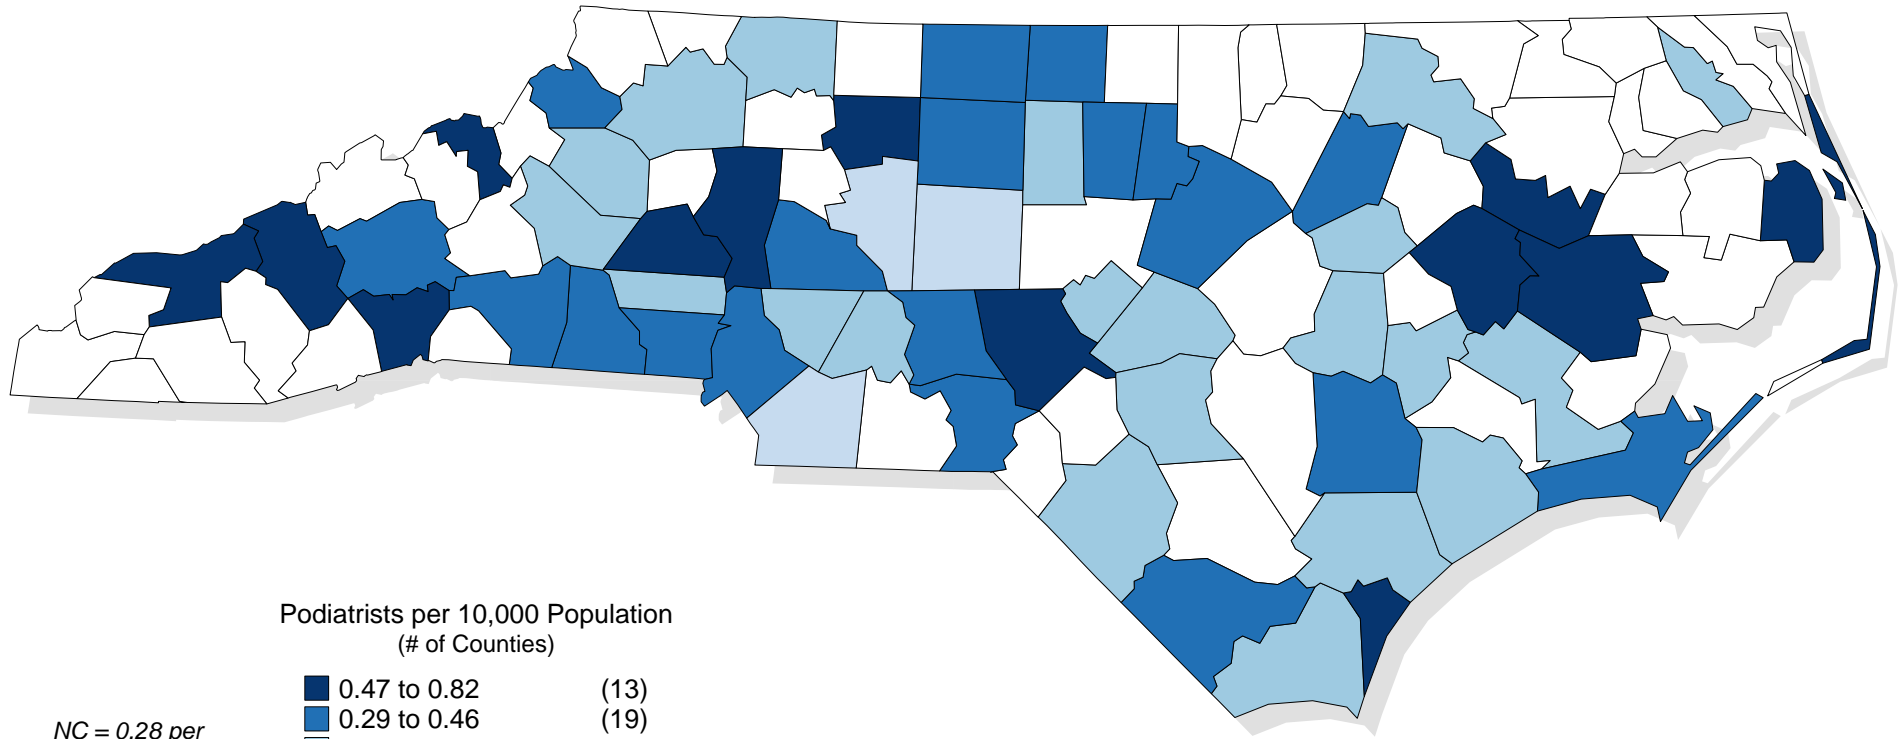 Podiatrists per 10,000 Population
(# of Counties)
0.47 to 0.82 (13)
0.29 to 0.46 (19)
NC = 0.28 per